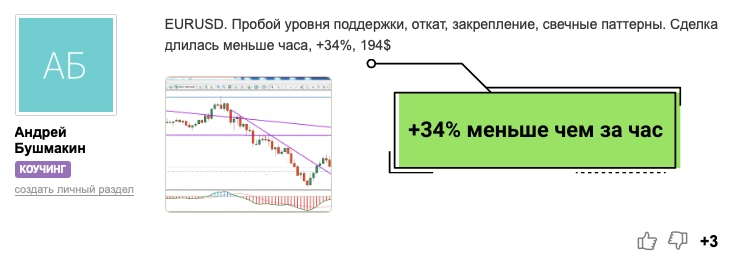 EURUSD. Пробой уровня поддержки, откат, закрепление, свечные паттерны. Сделка
длилась меньше часа, +34%, 194$
АБ
+34% меньше чем за час
Андрей
Бушмакин
КОУЧИНГ
создать личный раздел
+3